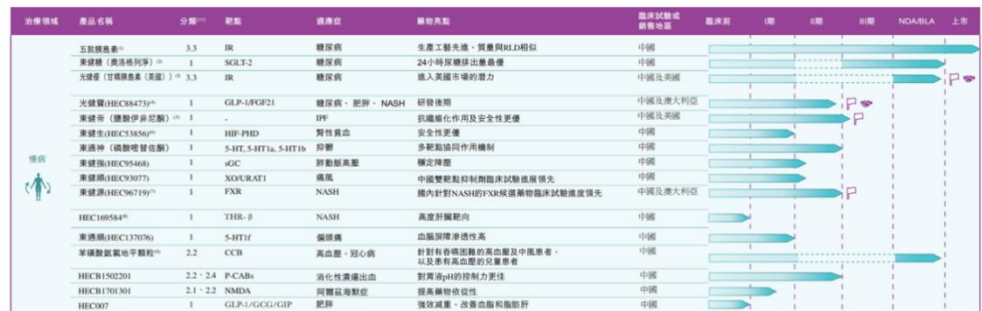 治療領域 產品名稱 分類⁽¹¹⁾ 靶點 適應症 藥物亮點 臨床試驗或銷售地區 臨床前 I期 II期 III期 NDA/BLA 上市
五款胰島素⁽¹⁾ 3.3 IR 糖尿病 生產工藝先進、質量與RLD相似 中國
東健糖（奧洛格列淨）⁽²⁾ 1 SGLT-2 糖尿病 24小時尿糖排出量最優 中國
光健優（甘精胰島素（美國））⁽³⁾ 3.3 IR 糖尿病 進入美國市場的潛力 中國及美國
光健寶(HEC88473)⁽⁴⁾ 1 GLP-1/FGF21 糖尿病、肥胖、NASH 研發後期 中國及澳大利亞
東健帝（鹽酸伊非尼酮）⁽⁵⁾ 1 - IPF 抗纖維化作用及安全性更優 中國及美國
東健生(HEC53856)⁽⁶⁾ 1 HIF-PHD 腎性貧血 安全性更優 中國
東通神（磷酸嘧替佐酮） 1 5-HT, 5-HT1a, 5-HT1b 抑鬱 多靶點協同作用機制 中國
慢病
東健強(HEC95468) 1 sGC 肺動脈高壓 穩定降壓 中國
東健順(HEC93077) 1 XO/URAT1 痛風 中國雙靶點抑制劑臨床試驗進展領先 中國
東健源(HEC96719)⁽⁷⁾ 1 FXR NASH 國內針對NASH的FXR候選藥物臨床試驗進度領先 中國及澳大利亞
HEC169584⁽⁸⁾ 1 THR-β NASH 高度肝臟靶向 中國
東通順(HEC137076) 1 5-HT1f 偏頭痛 血腦屏障滲透性高 中國
苯磺酸氨氯地平顆粒⁽⁹⁾ 2.2 CCB 高血壓、冠心病 針對有吞嚥困難的高血壓及中風患者，以及患有高血壓的兒童患者 中國
HECB1502201 2.2、2.4 P-CABs 消化性潰瘍出血 對胃液pH的控制力更佳 中國
HECB1701301 2.1、2.2 NMDA 阿爾茲海默症 提高藥物依從性 中國
HEC007 1 GLP-1/GCG/GIP 肥胖 強效減重、改善血脂和脂肪肝 中國